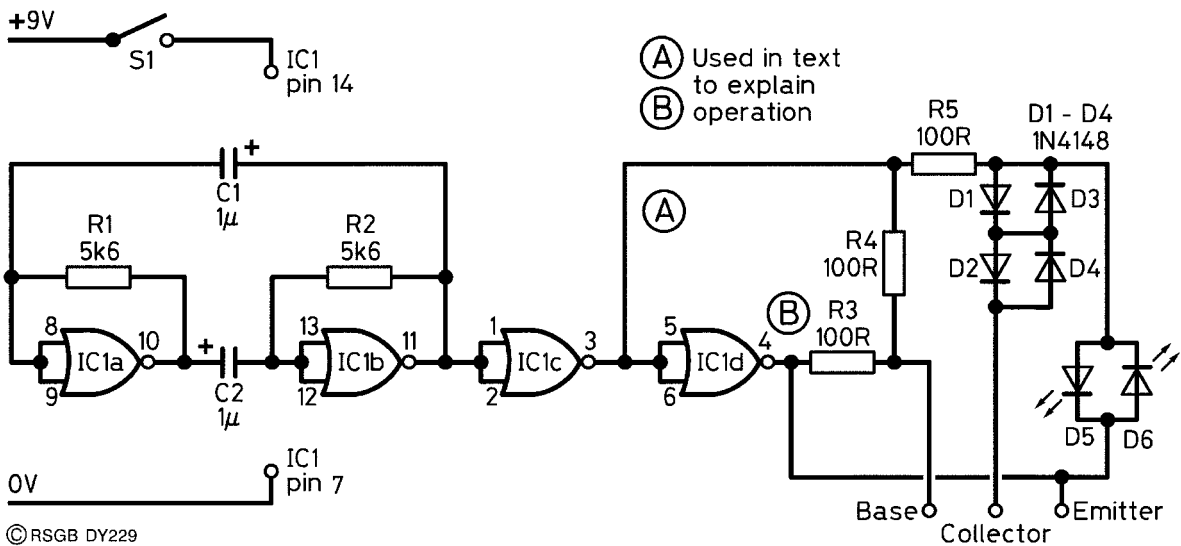 +9V
S1
IC1
pin 14
A Used in text
to explain
B operation
R5
100R
D1 - D4
1N4148
+
C1
1µ
A
D1
D3
R1
5k6
R2
5k6
R4
100R
D2
D4
B
R3
100R
8
10
13
11
1
3
5
4
+
IC1a
IC1b
IC1c
IC1d
9
C2
1µ
12
2
6
D5
D6
IC1
pin 7
0V
Base
Emitter
Collector
© RSGB DY229